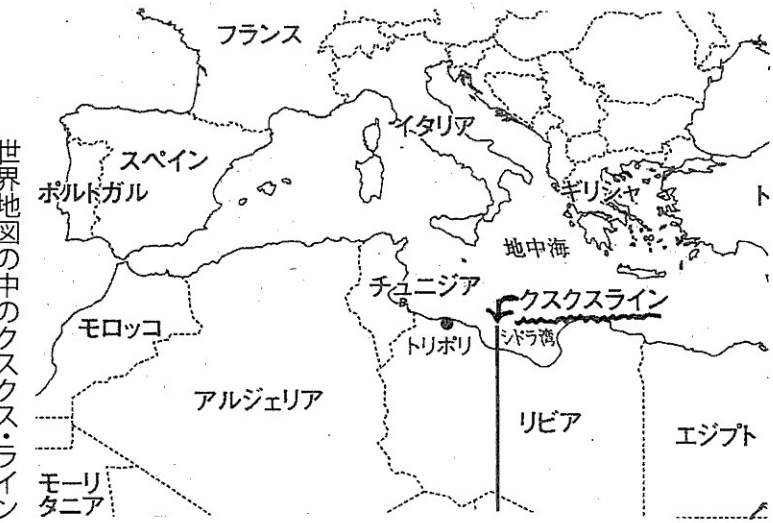 世界地図の中のクスクス・ライン
フランス
イタリア
スペイン
ポルトガル
ギリシャ
ト
地中海
チュニジア
クスクスライン
モロッコ
トリポリ
シドラ湾
アルジェリア
リビア
エジプト
モーリ
タニア